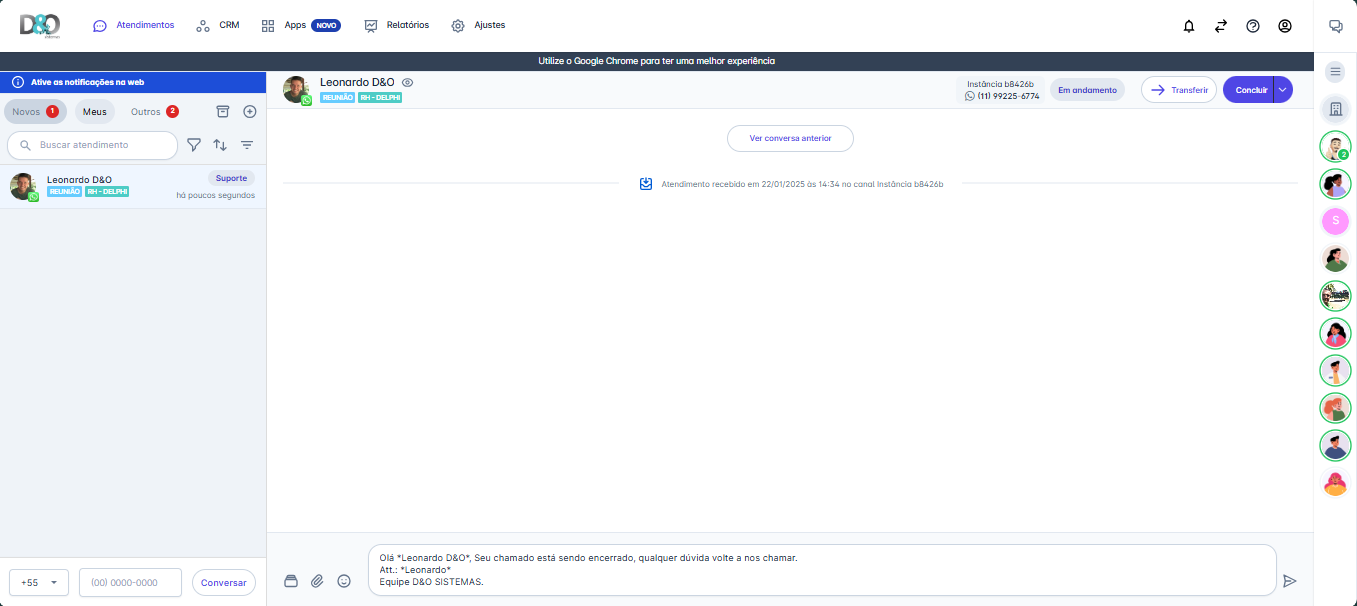 D&O
sistemas
Atendimentos
CRM
Apps NOVO
Relatórios
Ajustes
Utilize o Google Chrome para ter uma melhor experiência
Ative as notificações na web
Novos 1
Meus
Outros 2
Buscar atendimento
Leonardo D&O
REUNIÃO RH - DELPHI
Suporte
há poucos segundos
+55
(00) 0000-0000
Conversar
Leonardo D&O
REUNIÃO RH - DELPHI
Instância b8426b
(11) 99225-6774
Em andamento
Transferir
Concluir
Ver conversa anterior
Atendimento recebido em 22/01/2025 às 14:34 no canal Instância b8426b
Olá *Leonardo D&O*, Seu chamado está sendo encerrado, qualquer dúvida volte a nos chamar.
Att.: *Leonardo*
Equipe D&O SISTEMAS.
2
S